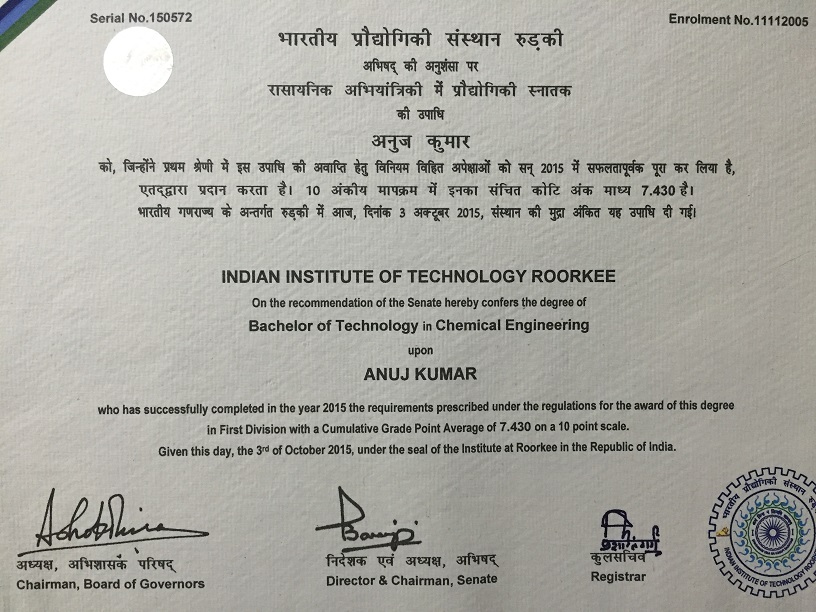 Serial No.150572
Enrolment No.11112005
भारतीय प्रौद्योगिकी संस्थान रुड़की
अभिषद् की अनुशंसा पर
रासायनिक अभियांत्रिकी में प्रौद्योगिकी स्नातक
की उपाधि
अनुज कुमार
को, जिन्होंने प्रथम श्रेणी में इस उपाधि की अवाप्ति हेतु विनियम विहित अपेक्षाओं को सन् 2015 में सफलतापूर्वक पूरा कर लिया है,
एतद्द्वारा प्रदान करता है। 10 अंकीय मापक्रम में इनका संचित कोटि अंक माध्य 7.430 है।
भारतीय गणराज्य के अन्तर्गत रुड़की में आज, दिनांक 3 अक्टूबर 2015, संस्थान की मुद्रा अंकित यह उपाधि दी गई।
INDIAN INSTITUTE OF TECHNOLOGY ROORKEE
On the recommendation of the Senate hereby confers the degree of
Bachelor of Technology in Chemical Engineering
upon
ANUJ KUMAR
who has successfully completed in the year 2015 the requirements prescribed under the regulations for the award of this degree
in First Division with a Cumulative Grade Point Average of 7.430 on a 10 point scale.
Given this day, the 3rd of October 2015, under the seal of the Institute at Roorkee in the Republic of India.
अध्यक्ष, अभिशासक परिषद्
Chairman, Board of Governors
निदेशक एवं अध्यक्ष, अभिषद्
Director & Chairman, Senate
कुलसचिव
Registrar
भारतीय प्रौद्योगिकी संस्थान
INDIAN INSTITUTE OF TECHNOLOGY